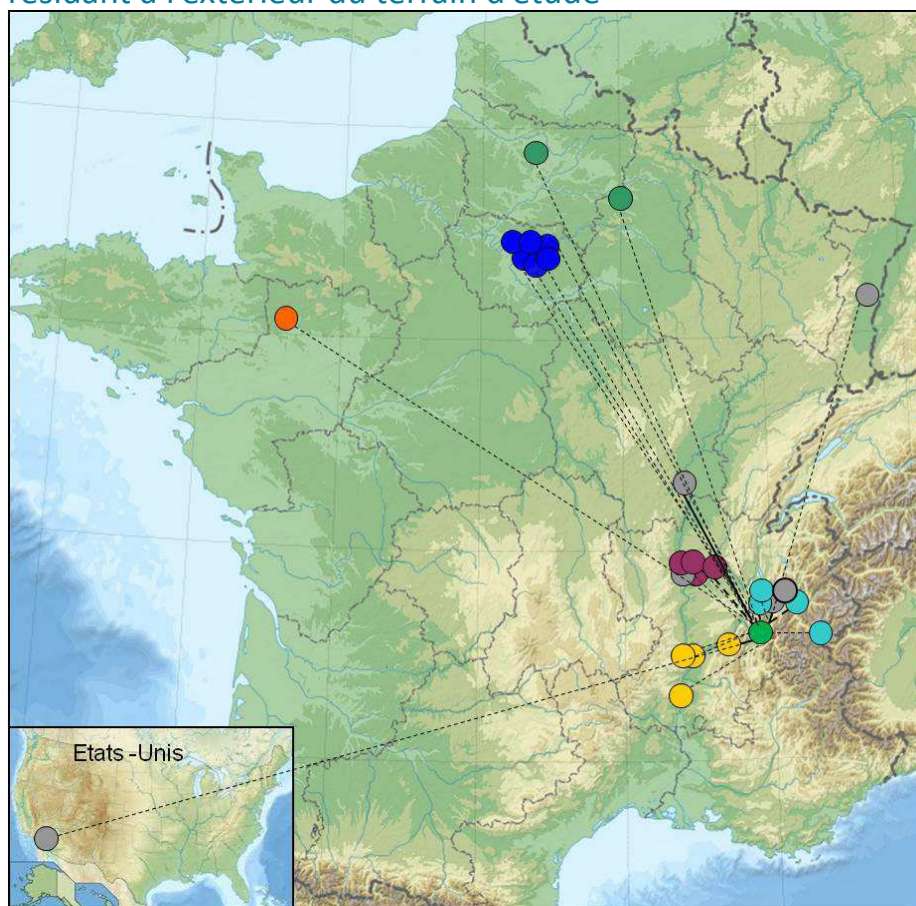 résidant à l'extérieur du terrain d'étude
Etats -Unis